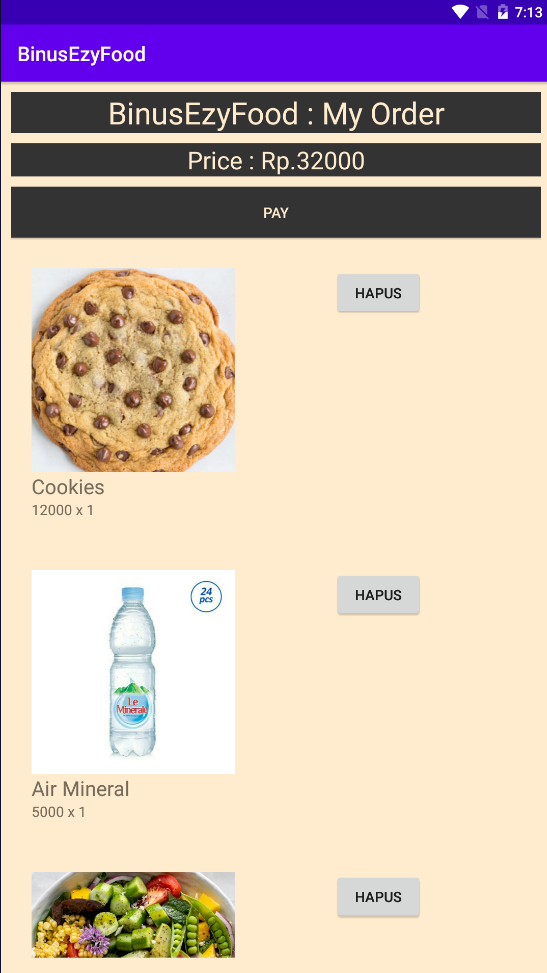 7:13
BinusEzyFood
BinusEzyFood : My Order
Price : Rp.32000
PAY
HAPUS
Cookies
12000 x 1
HAPUS
24
pcs
Le
Minerale
Air Mineral
5000 x 1
HAPUS